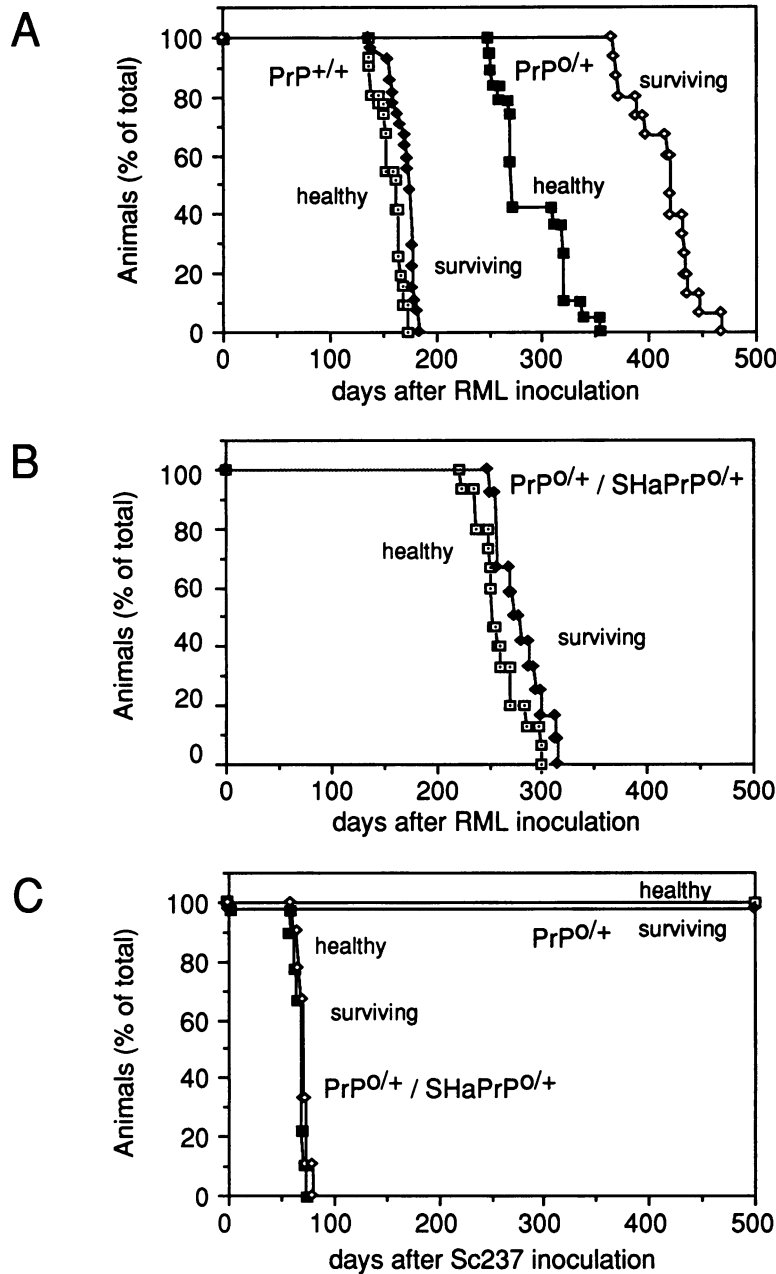 A
Animals (% of total)
100
80
60
40
20
0
PrP+/+
PrPo/+
surviving
healthy
healthy
surviving
0 100 200 300 400 500
days after RML inoculation
B
Animals (% of total)
100
80
60
40
20
0
PrPo/+ / SHaPrPo/+
healthy
surviving
0 100 200 300 400 500
days after RML inoculation
C
Animals (% of total)
100
80
60
40
20
0
healthy
PrPo/+ surviving
healthy
surviving
PrPo/+ / SHaPrPo/+
0 100 200 300 400 500
days after Sc237 inoculation